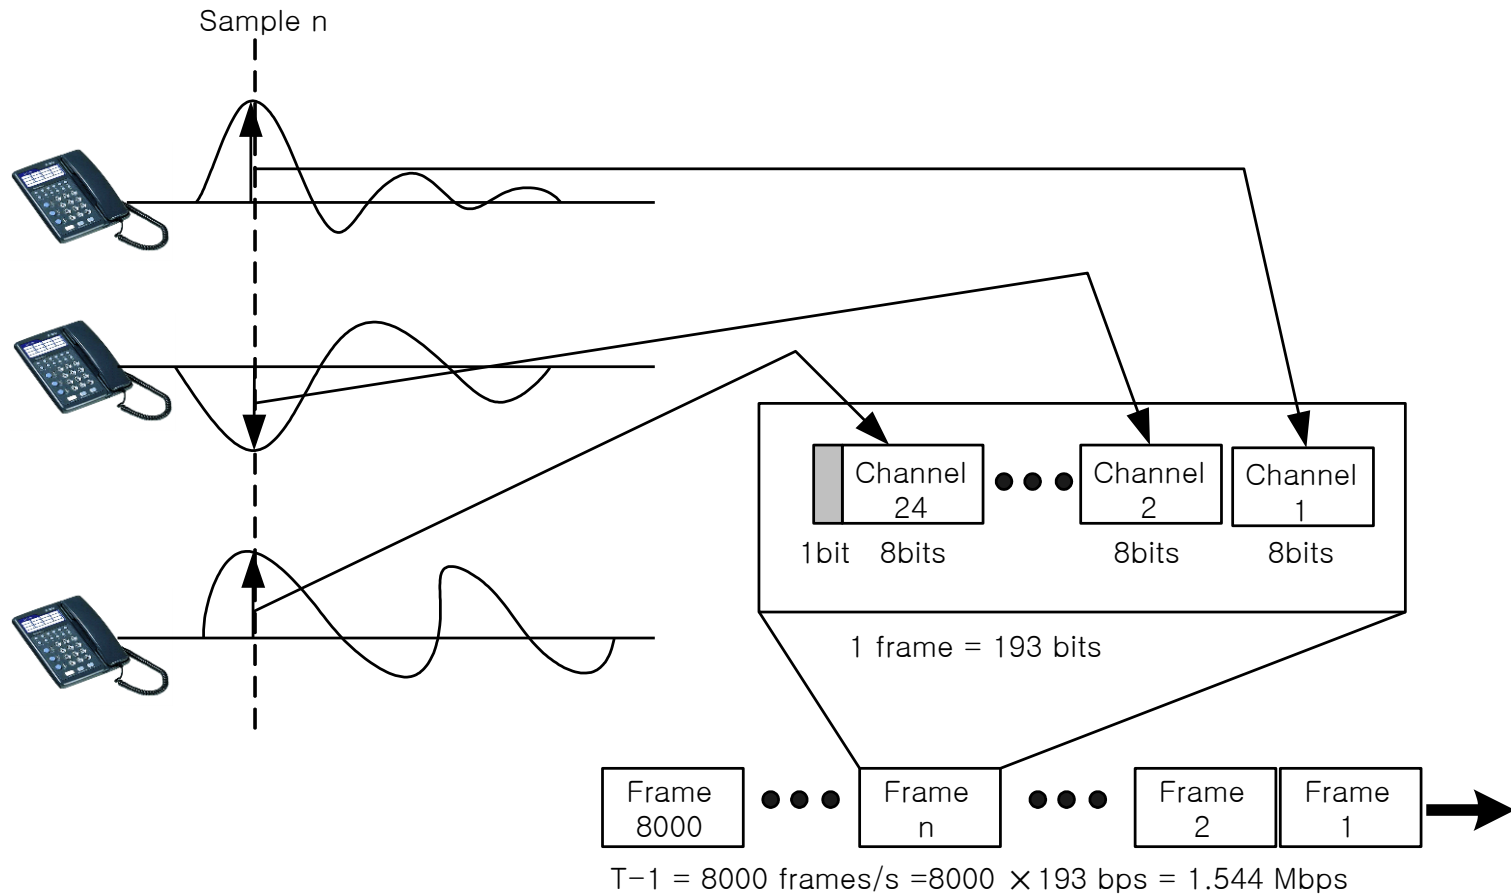 Sample n
Channel
24
Channel
2
Channel
1
1bit
8bits
8bits
8bits
1 frame = 193 bits
Frame
8000
Frame
n
Frame
2
Frame
1
T-1 = 8000 frames/s =8000 ×193 bps = 1.544 Mbps